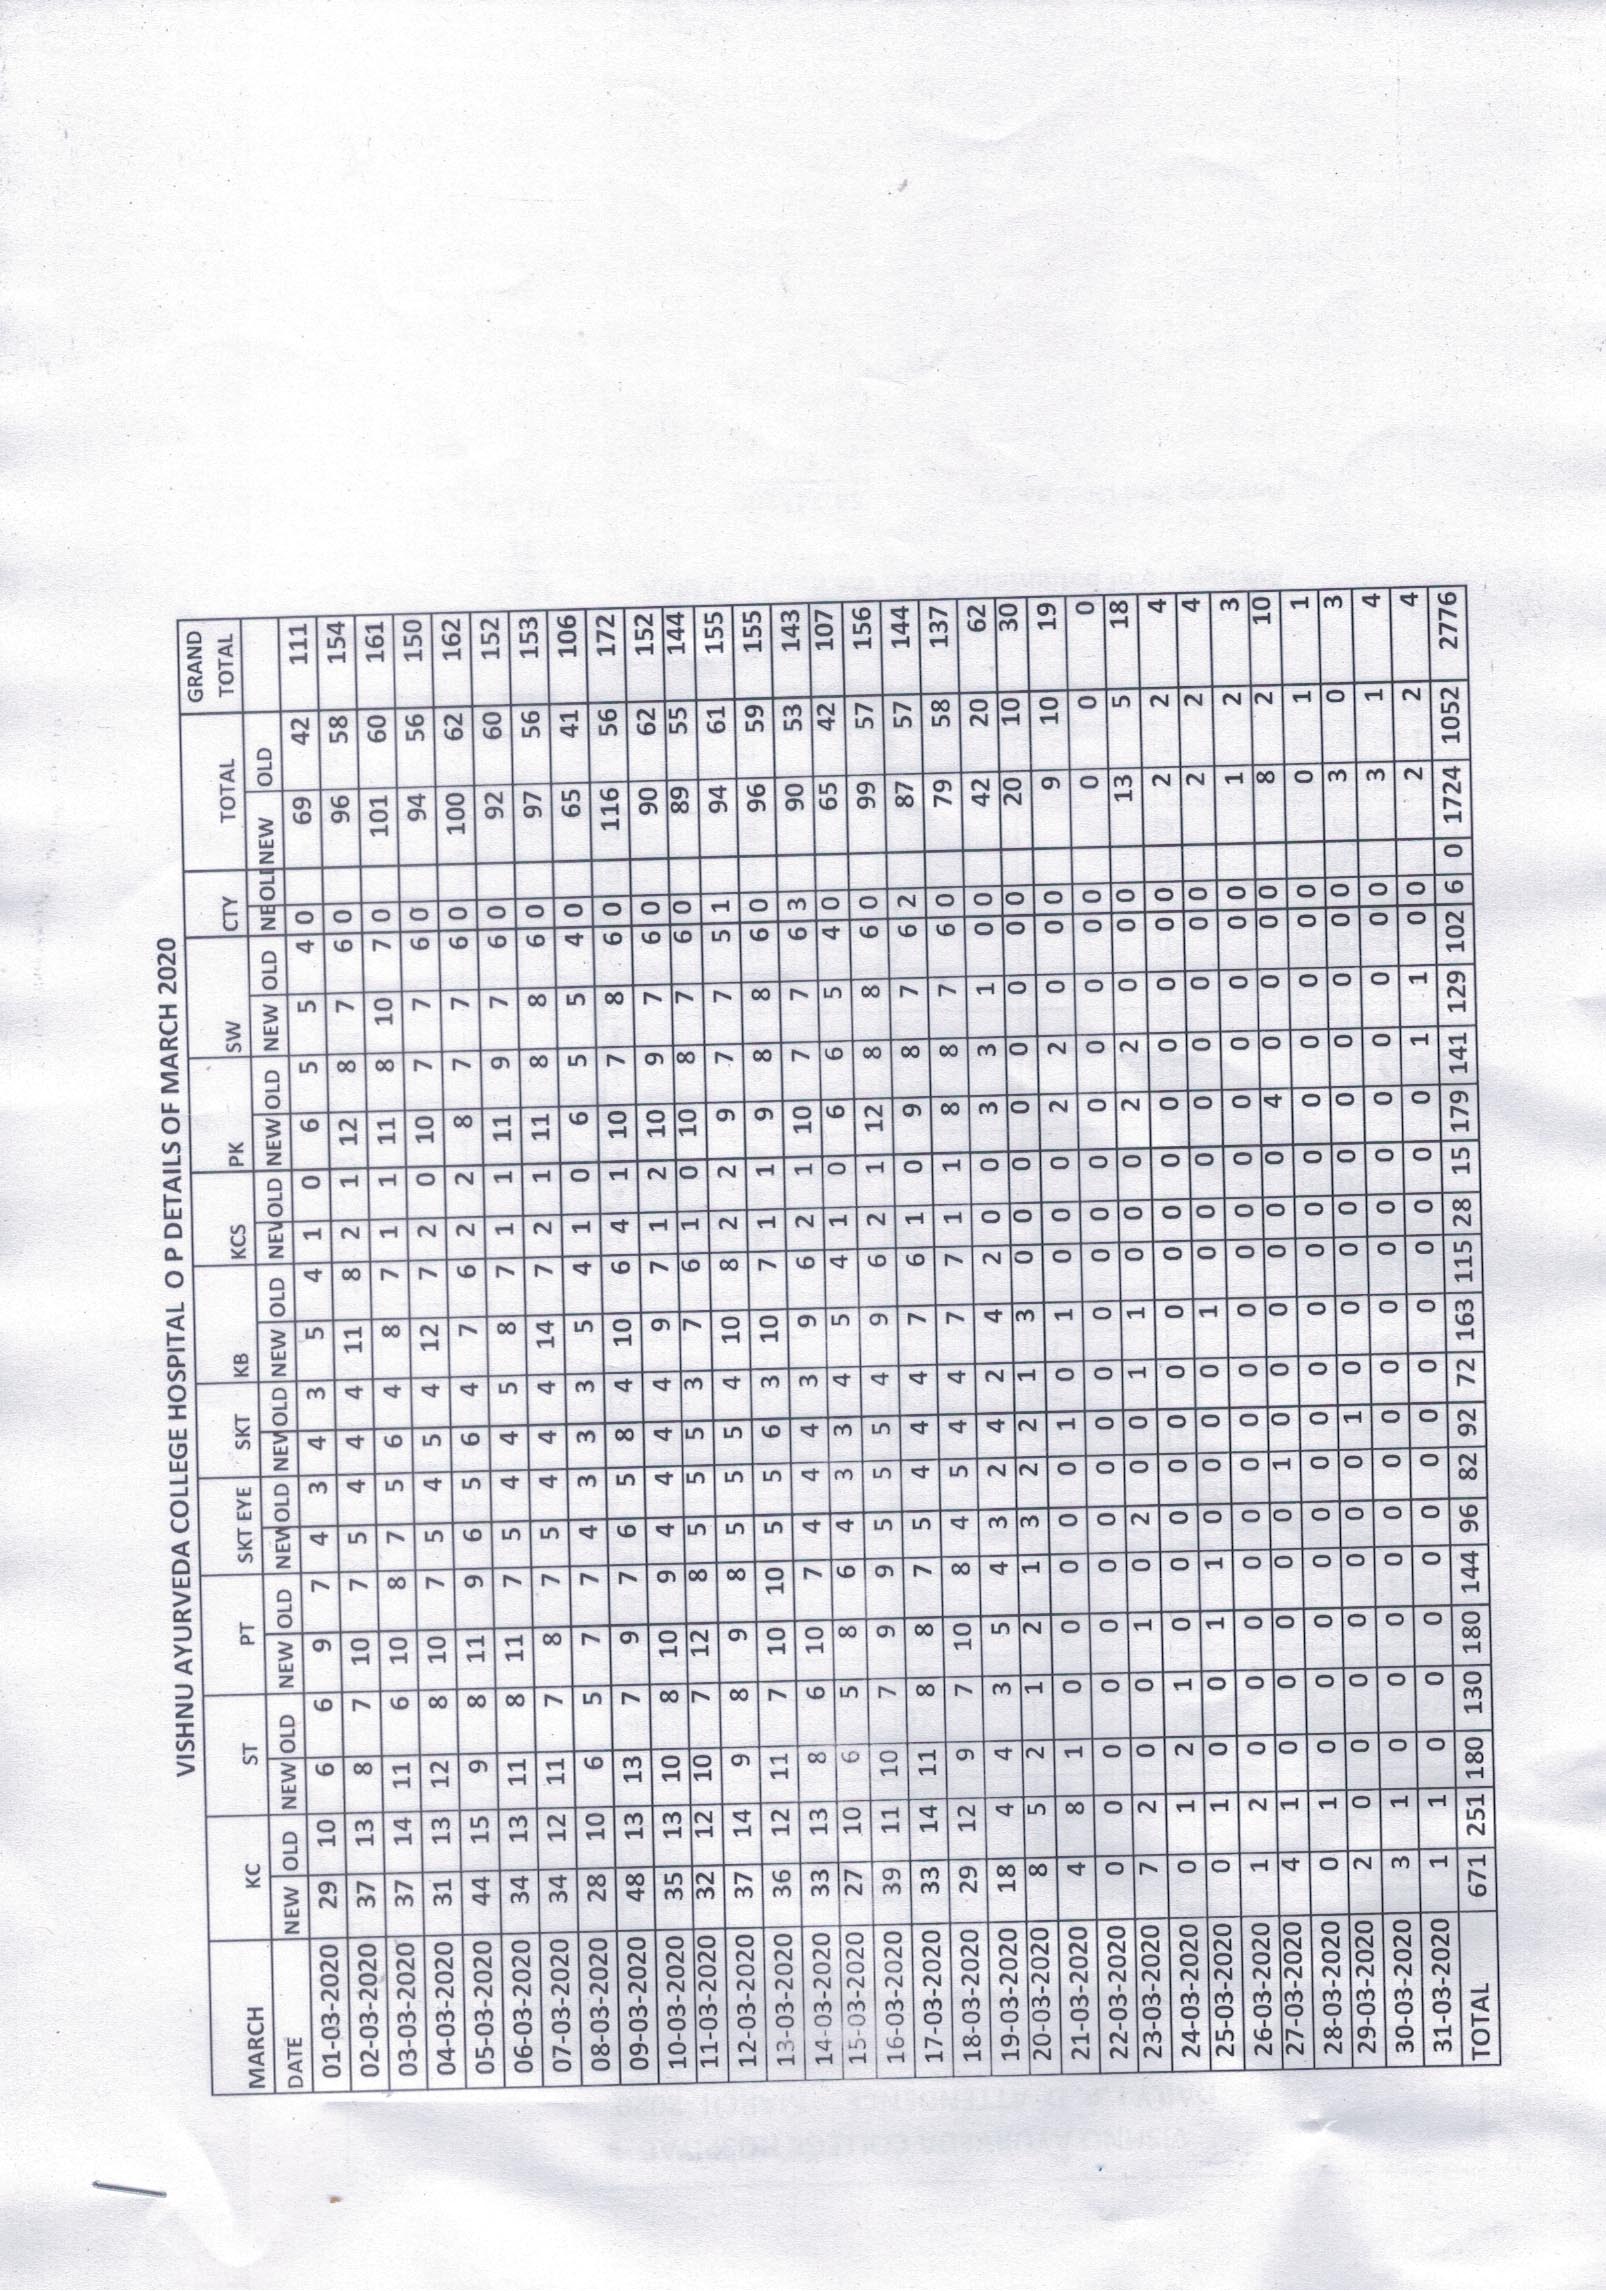 VISHNU AYURVEDA COLLEGE HOSPITAL O P DETAILS OF MARCH 2020
MARCH KC ST PT SKT EYE SKT KB KCS PK SW CTY TOTAL GRAND TOTAL
DATE NEW OLD NEW OLD NEW OLD NEW OLD NEW OLD NEW OLD NEW OLD NEW OLD NEW OLD NE OLI NEW OLD
01-03-2020 29 10 6 6 9 7 4 3 4 3 5 4 1 0 6 5 5 4 0 69 42 111
02-03-2020 37 13 8 7 10 7 5 4 4 4 11 8 2 1 12 8 7 6 0 96 58 154
03-03-2020 37 14 11 6 10 8 7 5 6 4 8 7 1 1 11 8 10 7 0 101 60 161
04-03-2020 31 13 12 8 10 7 5 4 5 4 12 7 2 0 10 7 7 6 0 94 56 150
05-03-2020 44 15 9 8 11 9 6 5 6 4 7 6 2 2 8 7 7 6 0 100 62 162
06-03-2020 34 13 11 8 11 7 5 4 4 5 8 7 1 1 11 9 7 6 0 92 60 152
07-03-2020 34 12 11 7 8 7 5 4 4 4 14 7 2 1 11 8 8 6 0 97 56 153
08-03-2020 28 10 6 5 7 7 4 3 3 3 5 4 1 0 6 5 5 4 0 65 41 106
09-03-2020 48 13 13 7 9 7 6 5 8 4 10 6 4 1 10 7 8 6 0 116 56 172
10-03-2020 35 13 10 8 10 9 4 4 4 4 9 7 1 2 10 9 7 6 0 90 62 152
11-03-2020 32 12 10 7 12 8 5 5 5 3 7 6 1 0 10 8 7 6 0 89 55 144
12-03-2020 37 14 9 8 9 8 5 5 5 4 10 8 2 2 9 7 7 5 1 94 61 155
13-03-2020 36 12 11 7 10 10 5 5 6 3 10 7 1 1 9 8 8 6 0 96 59 155
14-03-2020 33 13 8 6 10 7 4 4 4 3 9 6 2 1 10 7 7 6 3 90 53 143
15-03-2020 27 10 6 5 8 6 4 3 3 4 5 4 1 0 6 6 5 4 0 65 42 107
16-03-2020 39 11 10 7 9 9 5 5 5 4 9 6 2 1 12 8 8 6 0 99 57 156
17-03-2020 33 14 11 8 8 7 5 4 4 4 7 6 1 0 9 8 7 6 2 87 57 144
18-03-2020 29 12 9 7 10 8 4 5 4 4 7 7 1 1 8 8 7 6 0 79 58 137
19-03-2020 18 4 4 3 5 4 3 2 4 2 4 2 0 0 3 3 1 0 0 42 20 62
20-03-2020 8 5 2 1 2 1 3 2 2 1 3 0 0 0 0 0 0 0 0 20 10 30
21-03-2020 4 8 1 0 0 0 0 0 1 0 1 0 0 0 2 2 0 0 0 9 10 19
22-03-2020 0 0 0 0 0 0 0 0 0 0 0 0 0 0 0 0 0 0 0 0 0 0
23-03-2020 7 2 0 0 1 0 2 0 0 1 1 0 0 0 2 2 0 0 0 13 5 18
24-03-2020 0 1 2 1 0 0 0 0 0 0 0 0 0 0 0 0 0 0 0 2 2 4
25-03-2020 0 1 0 0 1 1 0 0 0 0 1 0 0 0 0 0 0 0 0 2 2 4
26-03-2020 1 2 0 0 0 0 0 0 0 0 0 0 0 0 0 0 0 0 0 1 2 3
27-03-2020 4 1 0 0 0 0 0 1 0 0 0 0 0 0 4 0 0 0 0 8 2 10
28-03-2020 0 1 0 0 0 0 0 0 0 0 0 0 0 0 0 0 0 0 0 0 1 1
29-03-2020 2 0 0 0 0 0 0 0 1 0 0 0 0 0 0 0 0 0 0 3 0 3
30-03-2020 3 1 0 0 0 0 0 0 0 0 0 0 0 0 0 0 0 0 0 3 1 4
31-03-2020 1 1 0 0 0 0 0 0 0 0 0 0 0 0 0 1 1 0 0 2 2 4
TOTAL 671 251 180 130 180 144 96 82 92 72 163 115 28 15 179 141 129 102 6 0 1724 1052 2776